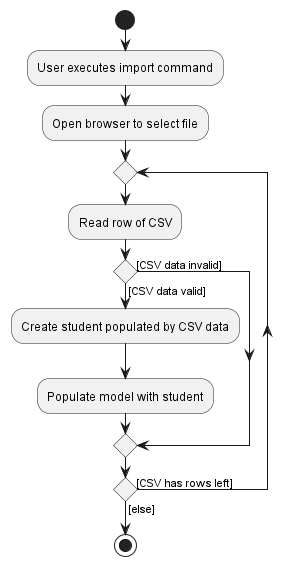 User executes import command
Open browser to select file
Read row of CSV
[CSV data invalid]
[CSV data valid]
Create student populated by CSV data
Populate model with student
[CSV has rows left]
[else]